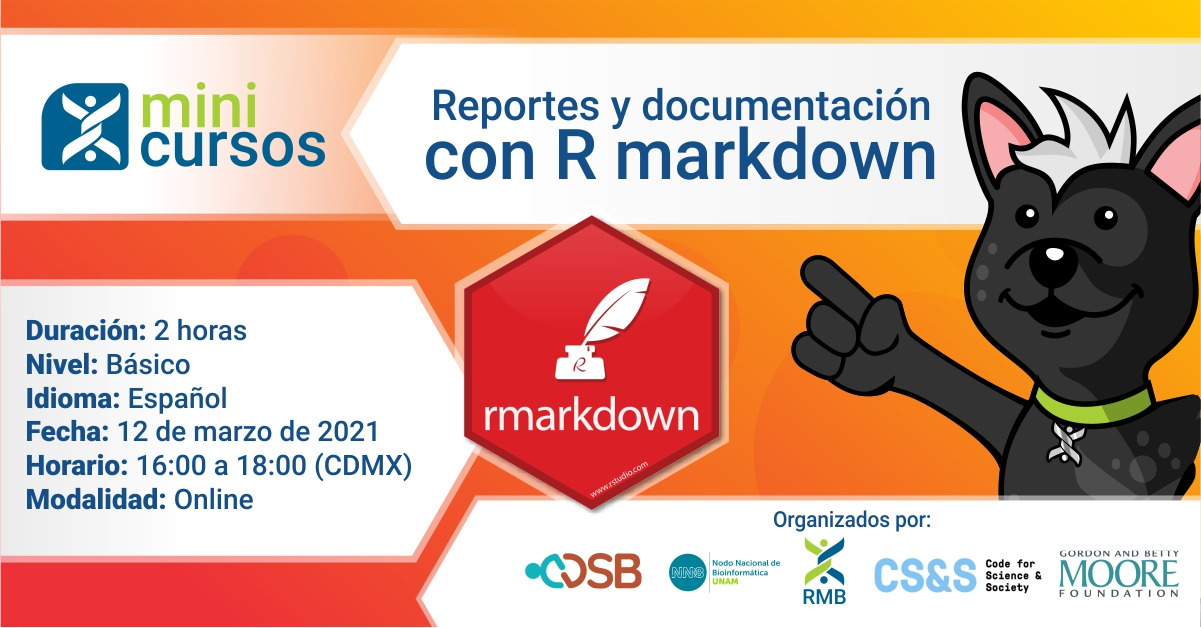 mini
cursos
Reportes y documentación
con R markdown
Duración: 2 horas
Nivel: Básico
Idioma: Español
Fecha: 12 de marzo de 2021
Horario: 16:00 a 18:00 (CDMX)
Modalidad: Online
R
rmarkdown
www.rstudio.com
Organizados por:
CDSB
NNB
Nodo Nacional de
Bioinformática
UNAM
RMB
CS&S
Code for
Science &
Society
GORDON AND BETTY
MOORE
FOUNDATION